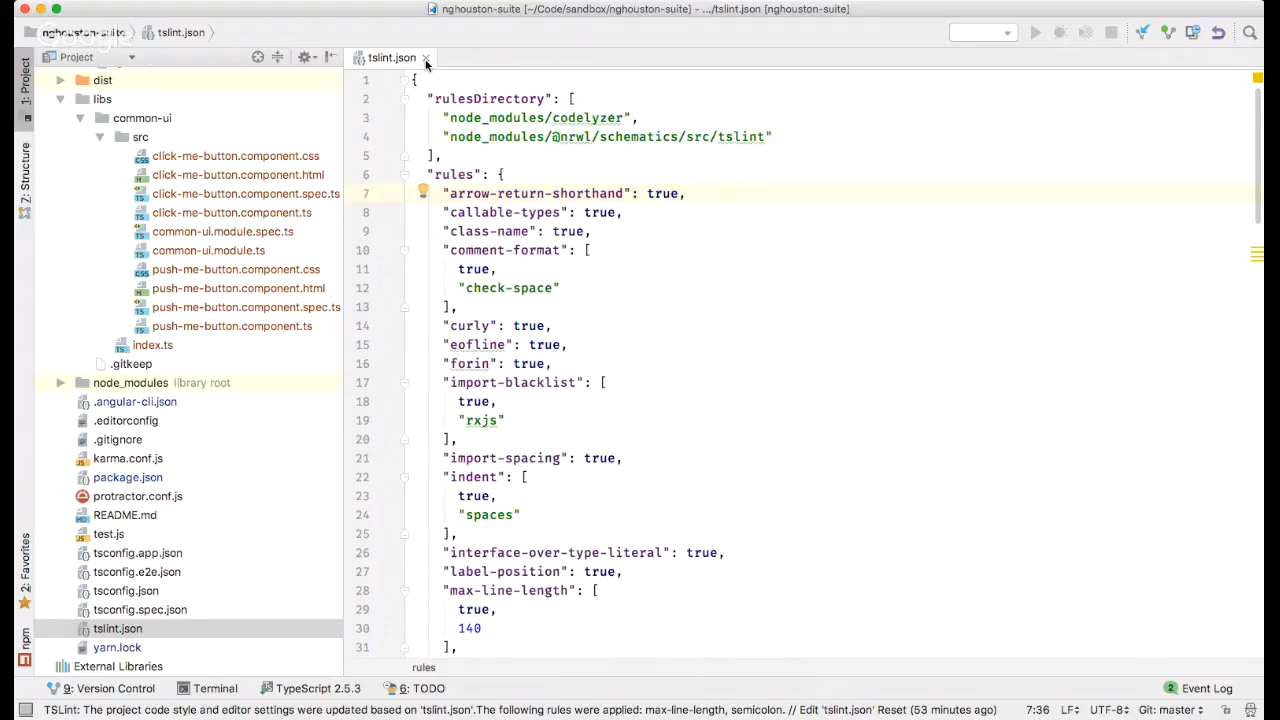 nghouston-suite [~/Code/sandbox/nghouston-suite] - .../tslint.json [nghouston-suite]
nghouston-suite
tslint.json
Google
Project
tslint.json
1: Project
Z: Structure
2: Favorites
npm
dist
libs
common-ui
src
click-me-button.component.css
click-me-button.component.html
click-me-button.component.spec.ts
click-me-button.component.ts
common-ui.module.spec.ts
common-ui.module.ts
push-me-button.component.css
push-me-button.component.html
push-me-button.component.spec.ts
push-me-button.component.ts
index.ts
.gitkeep
node_modules library root
.angular-cli.json
.editorconfig
.gitignore
karma.conf.js
package.json
protractor.conf.js
README.md
test.js
tsconfig.app.json
tsconfig.e2e.json
tsconfig.json
tsconfig.spec.json
tslint.json
yarn.lock
External Libraries
1 {
2 "rulesDirectory": [
3 "node_modules/codelyzer",
4 "node_modules/@nrwl/schematics/src/tslint"
5 ],
6 "rules": {
7 "arrow-return-shorthand": true,
8 "callable-types": true,
9 "class-name": true,
10 "comment-format": [
11 true,
12 "check-space"
13 ],
14 "curly": true,
15 "eofline": true,
16 "forin": true,
17 "import-blacklist": [
18 true,
19 "rxjs"
20 ],
21 "import-spacing": true,
22 "indent": [
23 true,
24 "spaces"
25 ],
26 "interface-over-type-literal": true,
27 "label-position": true,
28 "max-line-length": [
29 true,
30 140
31 ],
rules
9: Version Control
Terminal
TypeScript 2.5.3
6: TODO
2 Event Log
TSLint: The project code style and editor settings were updated based on 'tslint.json'.The following rules were applied: max-line-length, semicolon. // Edit 'tslint.json' Reset (53 minutes ago)
7:36 LF÷ UTF-8÷ Git: master÷